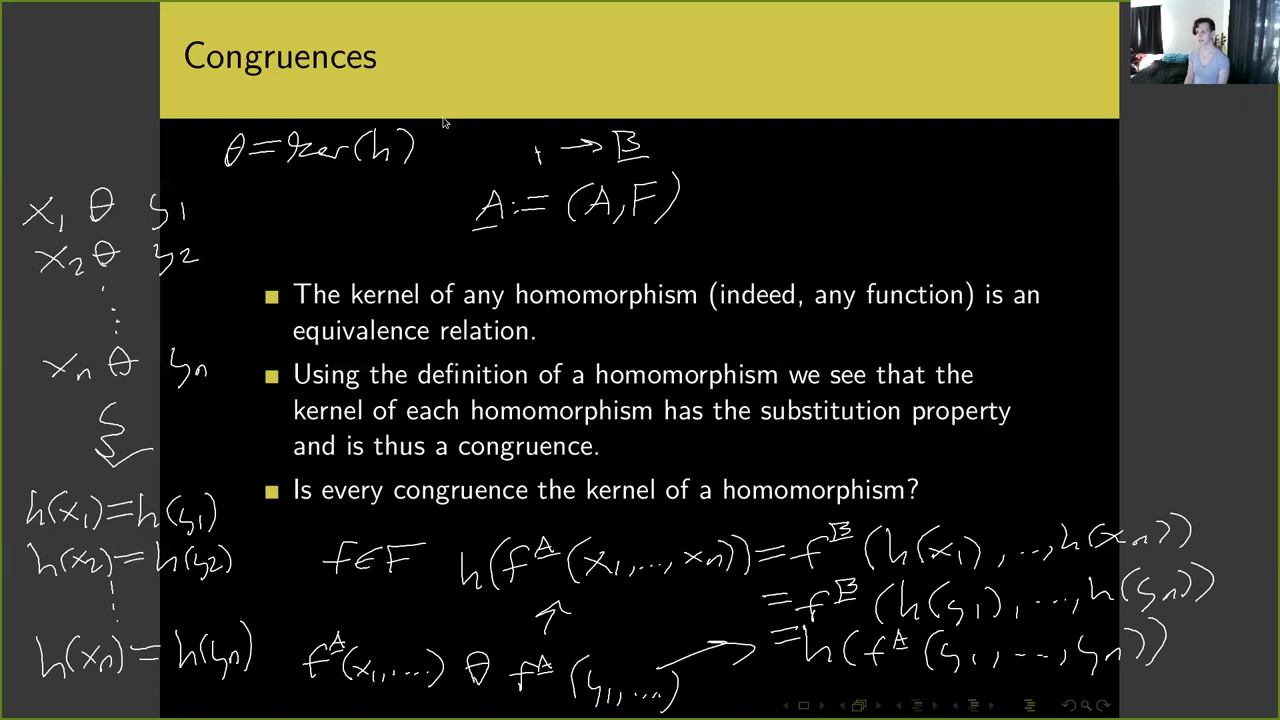 Congruences
θ = ker(h)
→ B
A := (A, F)
x₁ θ y₁
x₂ θ y₂
⋮
xₙ θ yₙ
The kernel of any homomorphism (indeed, any function) is an
equivalence relation.
Using the definition of a homomorphism we see that the
kernel of each homomorphism has the substitution property
and is thus a congruence.
Is every congruence the kernel of a homomorphism?
h(x₁) = h(y₁)
h(x₂) = h(y₂)
⋮
h(xₙ) = h(yₙ)
f ∈ F
h(f^A(x₁, ..., xₙ)) = f^B(h(x₁), ..., h(xₙ))
= f^B(h(y₁), ..., h(yₙ))
= h(f^A(y₁, ..., yₙ))
f^A(x₁, ...) θ f^A(y₁, ...)